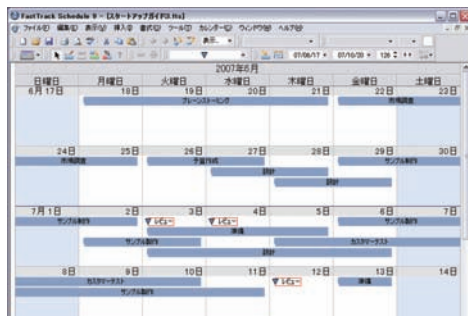 FastTrack Schedule 9 - [スタートアップガイド3.fts]
ファイル(F) 編集(E) 表示(V) 挿入(I) 書式(O) ツール(T) カレンダー(C) ウィンドウ(W) ヘルプ(H)
表示...
07/06/17 07/10/20 126
2007年6月
日曜日 月曜日 火曜日 水曜日 木曜日 金曜日 土曜日
6月 17日 18日 19日 20日 21日 22日 23日
ブレーンストーミング 市場調査
24日 25日 26日 27日 28日 29日 30日
市場調査 予算作成 サンプル制作
設計
設計
7月 1日 2日 3日 4日 5日 6日 7日
サンプル制作 レビュー レビュー サンプル制作
準備
サンプル制作 カスタマーテスト
設計
8日 9日 10日 11日 12日 13日 14日
カスタマーテスト レビュー 準備
サンプル制作